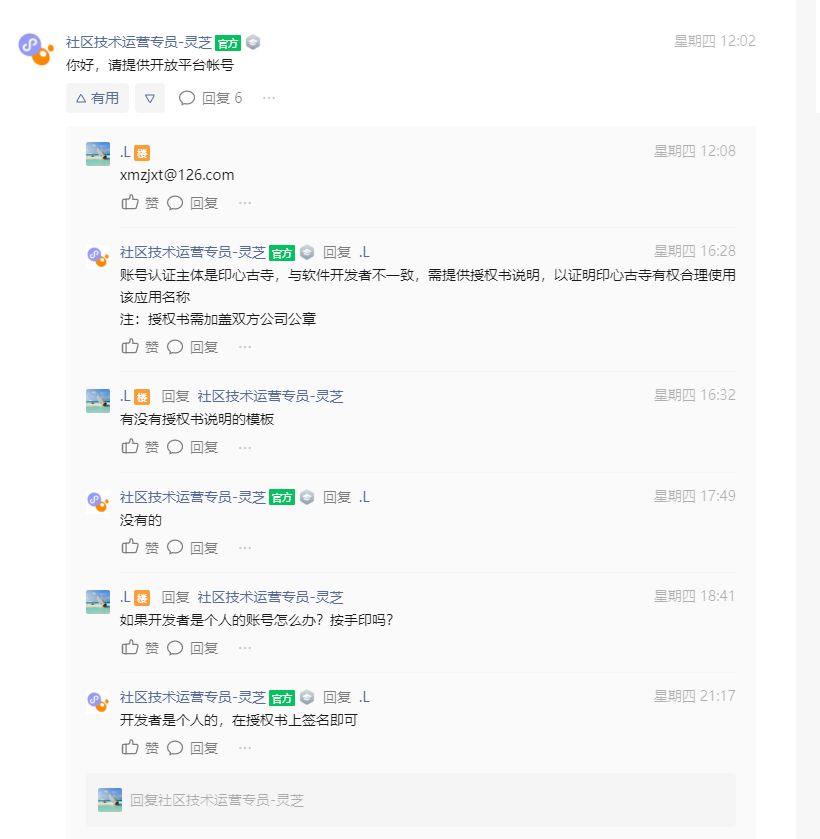 社区技术运营专员-灵芝 官方 星期四 12:02
你好，请提供开放平台帐号
有用 回复 6 ···
.L 楼 星期四 12:08
xmzjxt@126.com
赞 回复 ···
社区技术运营专员-灵芝 官方 回复 .L 星期四 16:28
账号认证主体是印心古寺，与软件开发者不一致，需提供授权书说明，以证明印心古寺有权合理使用
该应用名称
注：授权书需加盖双方公司公章
赞 回复 ···
.L 楼 回复 社区技术运营专员-灵芝 星期四 16:32
有没有授权书说明的模板
赞 回复 ···
社区技术运营专员-灵芝 官方 回复 .L 星期四 17:49
没有的
赞 回复 ···
.L 楼 回复 社区技术运营专员-灵芝 星期四 18:41
如果开发者是个人的账号怎么办？按手印吗？
赞 回复 ···
社区技术运营专员-灵芝 官方 回复 .L 星期四 21:17
开发者是个人的，在授权书上签名即可
赞 回复 ···
回复社区技术运营专员-灵芝